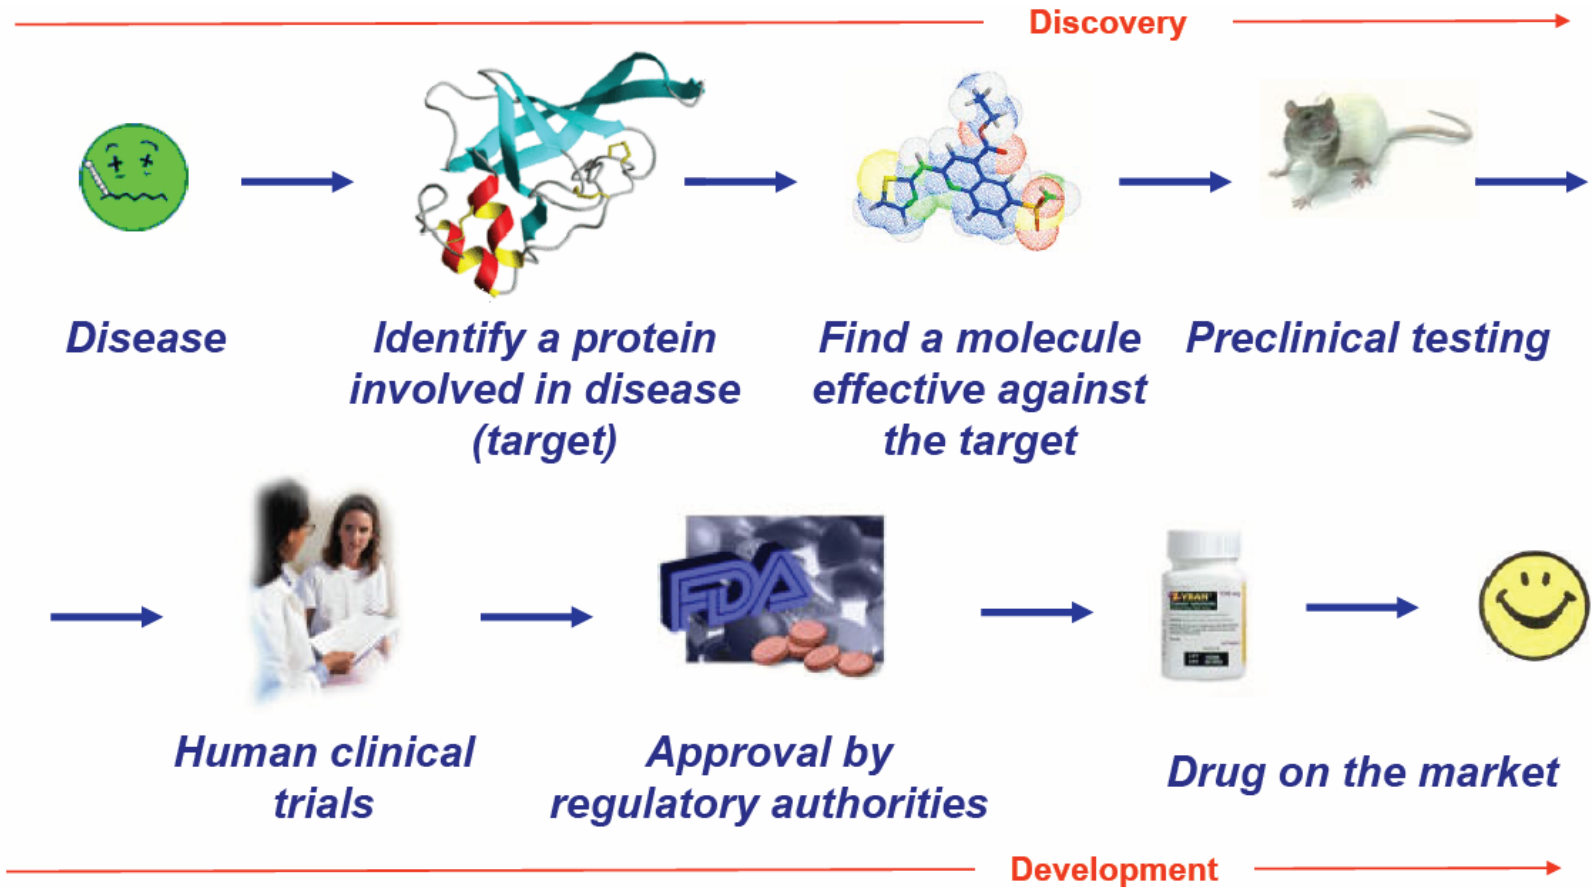 Discovery
Disease
Identify a protein
involved in disease
(target)
Find a molecule
effective against
the target
Preclinical testing
FDA
ZYBAN
Human clinical
trials
Approval by
regulatory authorities
Drug on the market
Development